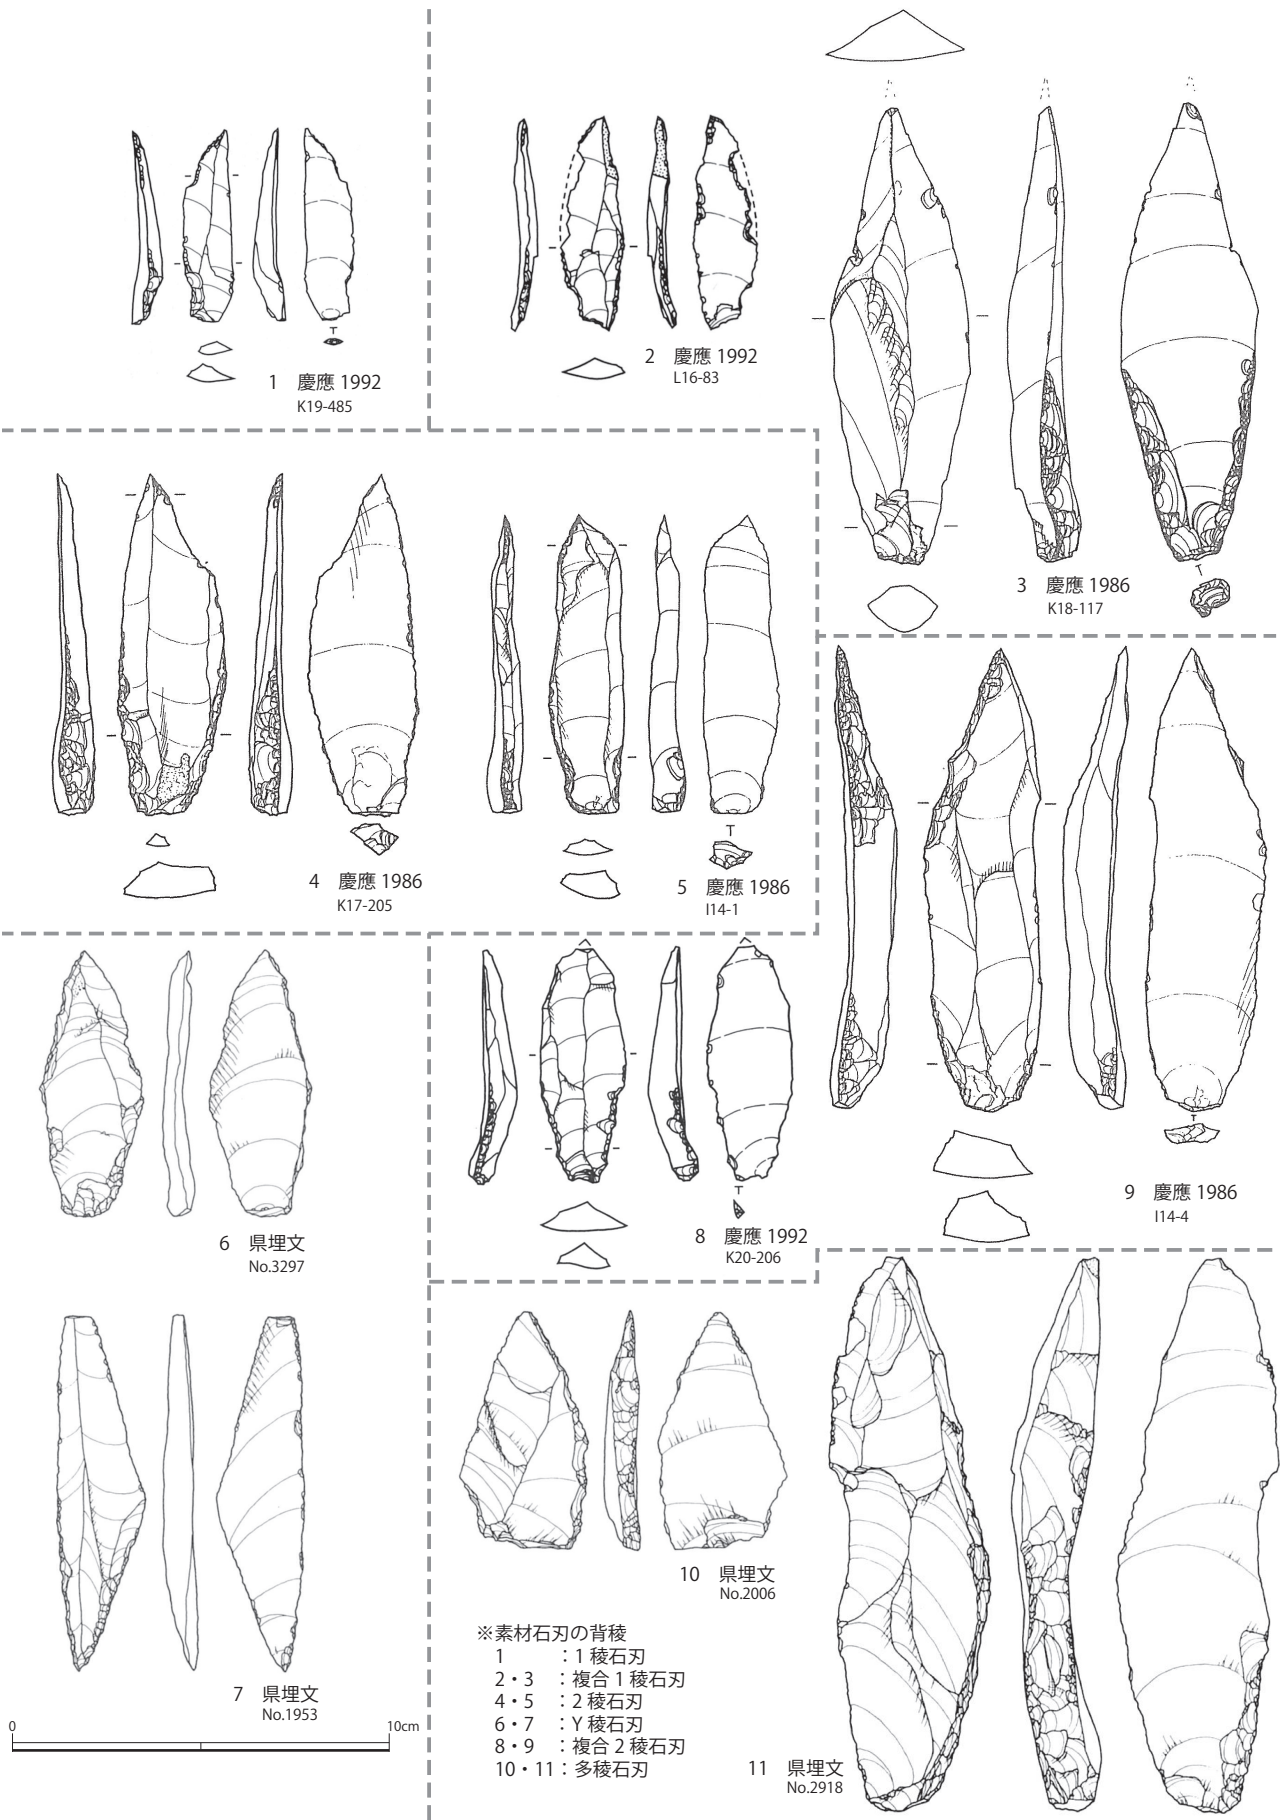 1 慶應 1992
K19-485
2 慶應 1992
L16-83
3 慶應 1986
K18-117
4 慶應 1986
K17-205
5 慶應 1986
I14-1
6 県埋文
No.3297
7 県埋文
No.1953
8 慶應 1992
K20-206
9 慶應 1986
I14-4
10 県埋文
No.2006
11 県埋文
No.2918
※素材石刃の背稜
1 ：1 稜石刃
2・3 ：複合 1 稜石刃
4・5 ：2 稜石刃
6・7 ：Y 稜石刃
8・9 ：複合 2 稜石刃
10・11：多稜石刃
0 10cm